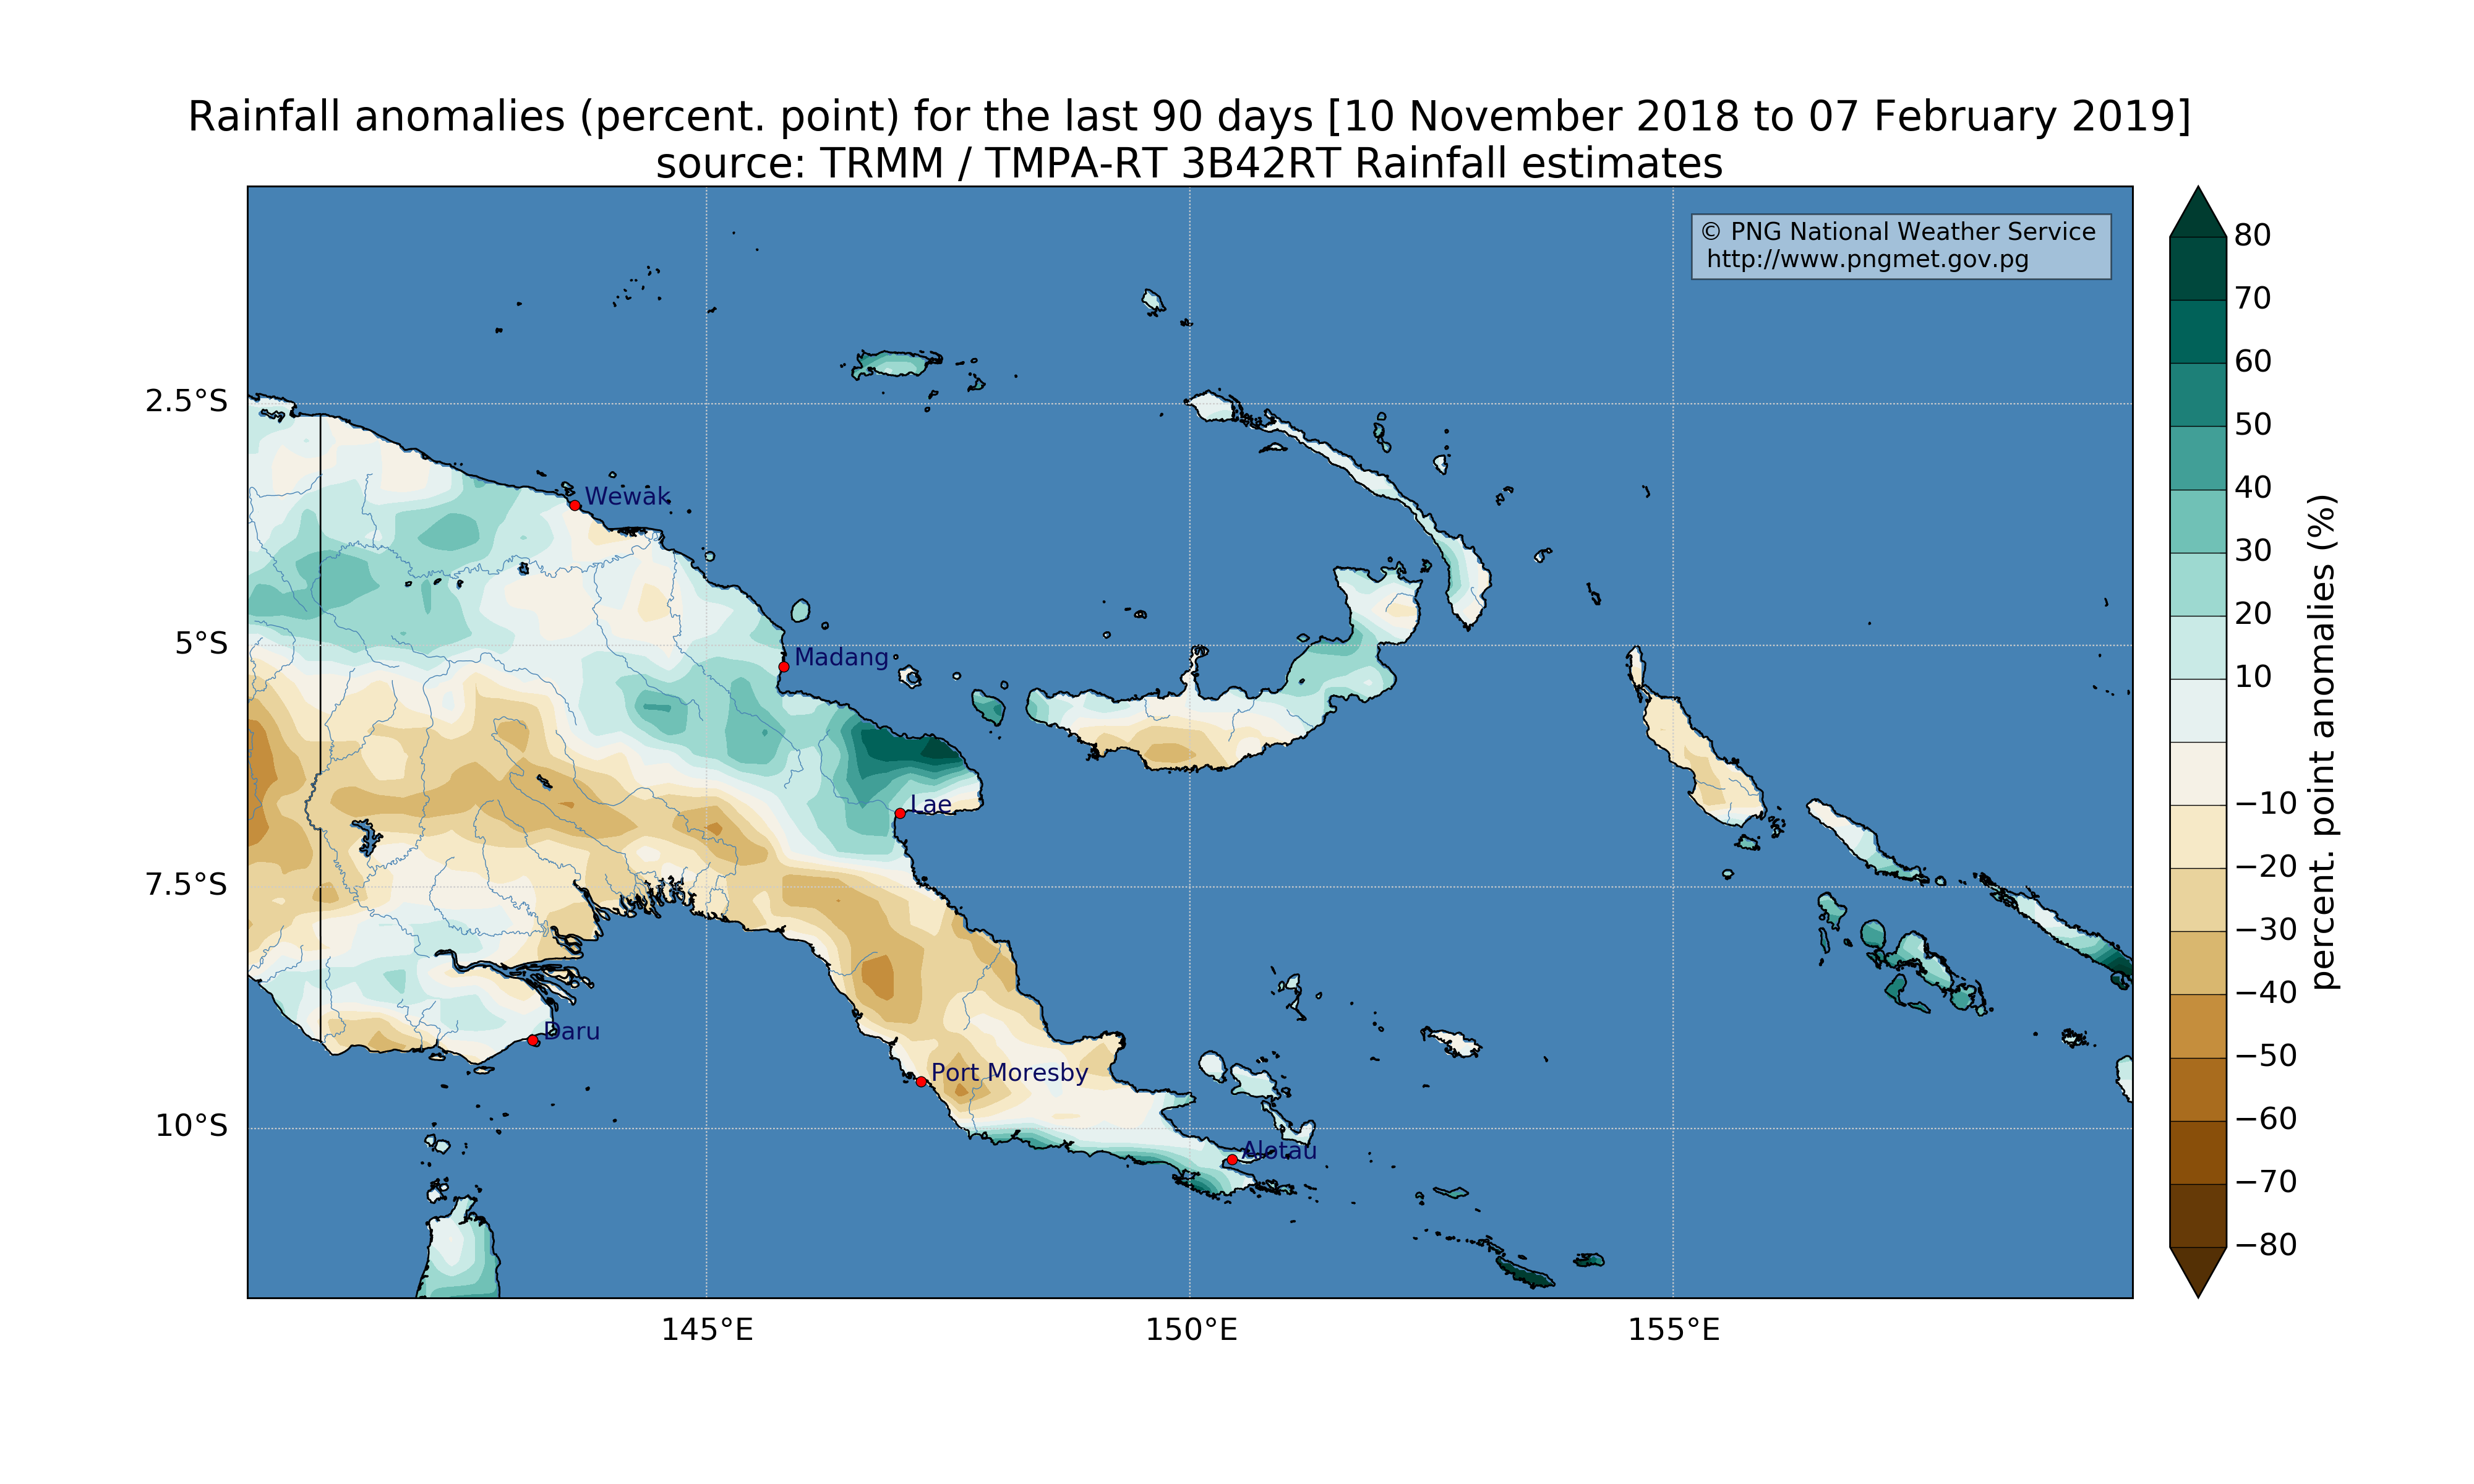 Rainfall anomalies (percent. point) for the last 90 days [10 November 2018 to 07 February 2019]
source: TRMM / TMPA-RT 3B42RT Rainfall estimates
© PNG National Weather Service
http://www.pngmet.gov.pg
2.5°S
5°S
7.5°S
10°S
145°E
150°E
155°E
Wewak
Madang
Lae
Daru
Port Moresby
Alotau
80
70
60
50
40
30
20
10
−10
−20
−30
−40
−50
−60
−70
−80
percent. point anomalies (%)